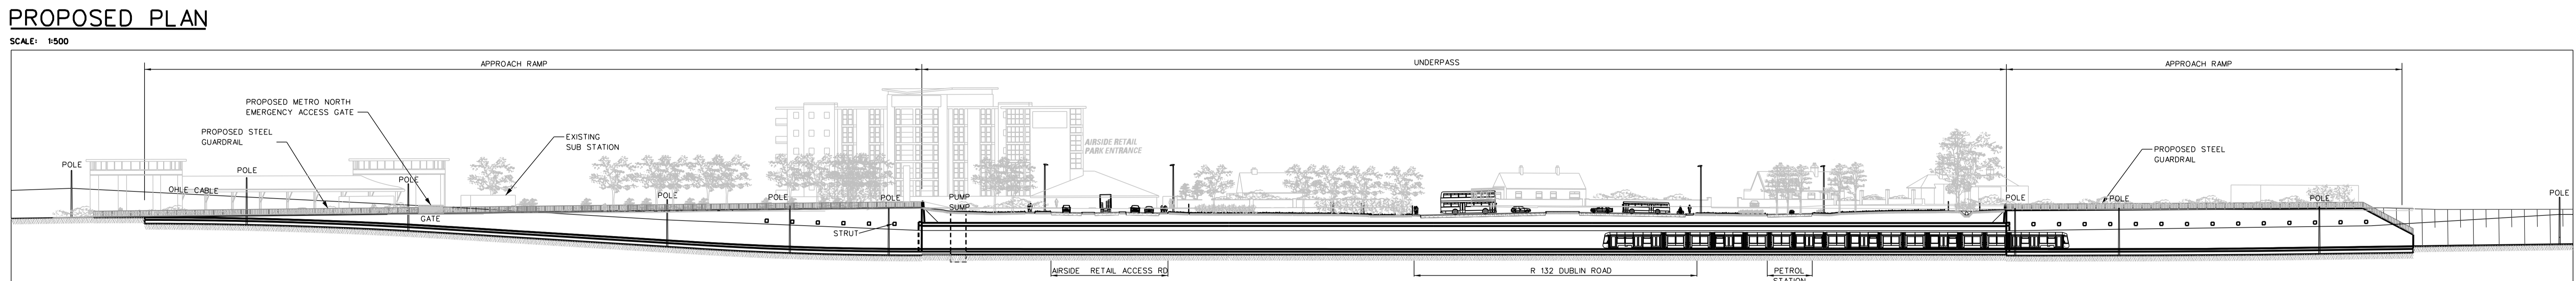 PROPOSED PLAN
SCALE: 1:500
APPROACH RAMP
UNDERPASS
APPROACH RAMP
PROPOSED METRO NORTH
EMERGENCY ACCESS GATE
PROPOSED STEEL
GUARDRAIL
EXISTING
SUB STATION
AIRSIDE RETAIL
PARK ENTRANCE
PROPOSED STEEL
GUARDRAIL
POLE
POLE
POLE
OHLE CABLE
POLE
POLE
POLE
PUMP
SUMP
POLE
POLE
POLE
POLE
GATE
STRUT
AIRSIDE RETAIL ACCESS RD
R 132 DUBLIN ROAD
PETROL
STATION